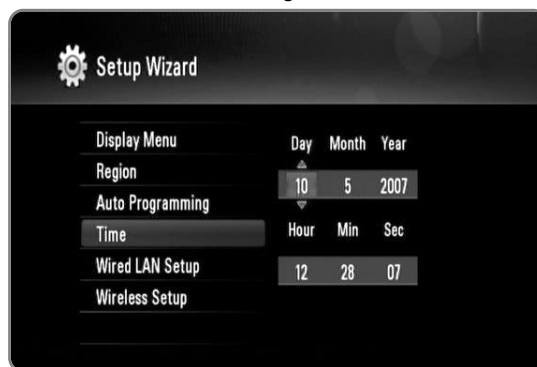 Setup Wizard
Display Menu
Region
Auto Programming
Time
Wired LAN Setup
Wireless Setup
Day Month Year
10 5 2007
Hour Min Sec
12 28 07